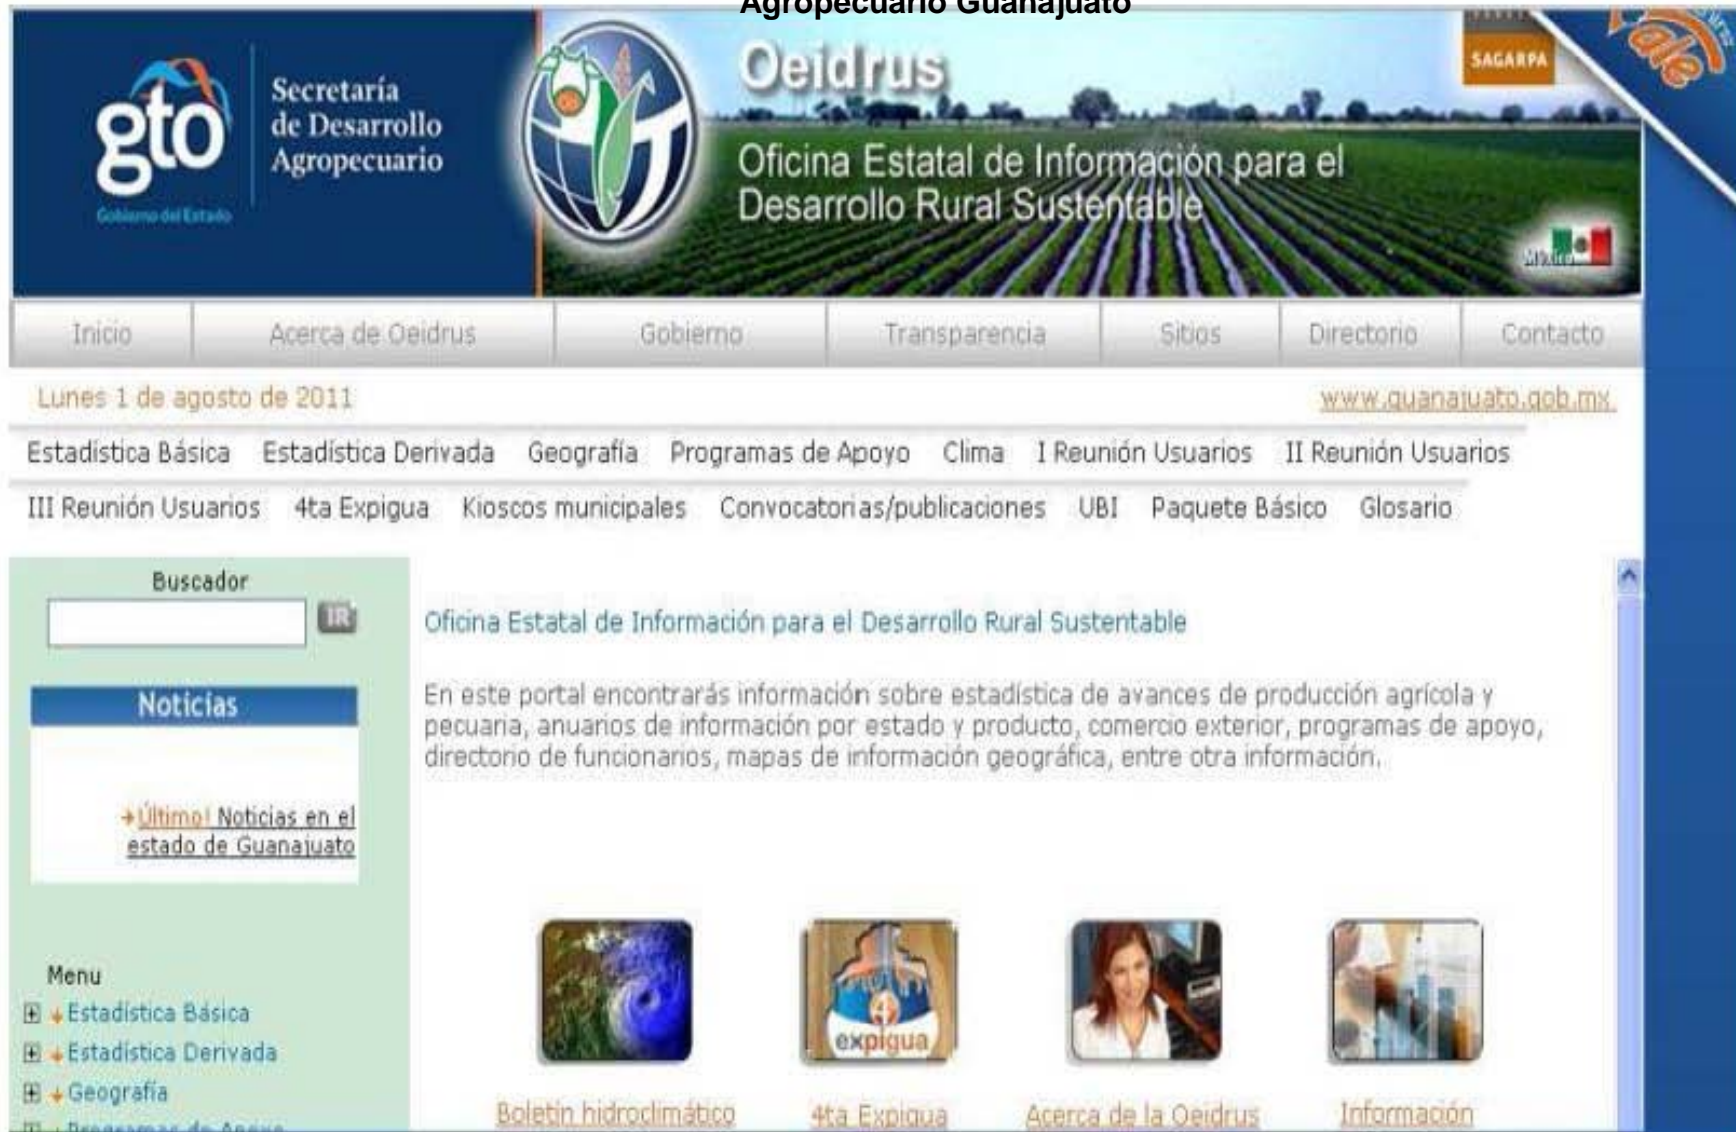 Agropecuario Guanajuato
gto
Gobierno del Estado
Secretaría
de Desarrollo
Agropecuario
Oeidrus
Oficina Estatal de Información para el
Desarrollo Rural Sustentable
SAGARPA
México
Inicio Acerca de Oeidrus Gobierno Transparencia Sitios Directorio Contacto
Lunes 1 de agosto de 2011 www.guanajuato.gob.mx
Estadística Básica Estadística Derivada Geografía Programas de Apoyo Clima I Reunión Usuarios II Reunión Usuarios
III Reunión Usuarios 4ta Expigua Kioscos municipales Convocatorias/publicaciones UBI Paquete Básico Glosario
Buscador
IR
Noticias
Último! Noticias en el
estado de Guanajuato
Menu
Estadística Básica
Estadística Derivada
Geografía
Programas de Apoyo
Oficina Estatal de Información para el Desarrollo Rural Sustentable
En este portal encontrarás información sobre estadística de avances de producción agrícola y
pecuaria, anuarios de información por estado y producto, comercio exterior, programas de apoyo,
directorio de funcionarios, mapas de información geográfica, entre otra información.
4
expigua
Boletín hidroclimático 4ta Expigua Acerca de la Oeidrus Información